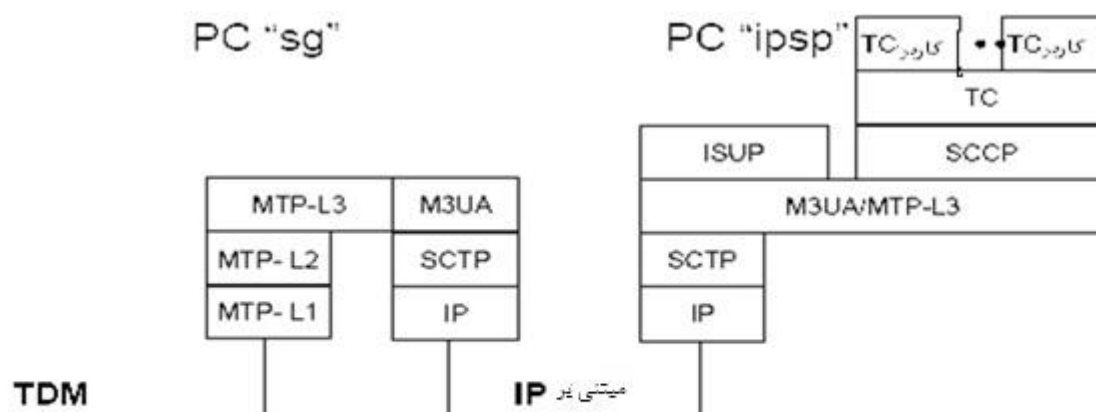 PC “sg”
PC “ipsp”
TC کاربر •• TC کاربر
TC
ISUP SCCP
MTP-L3 M3UA M3UA/MTP-L3
MTP- L2 SCTP SCTP
MTP- L1 IP IP
TDM
مبتنی بر IP